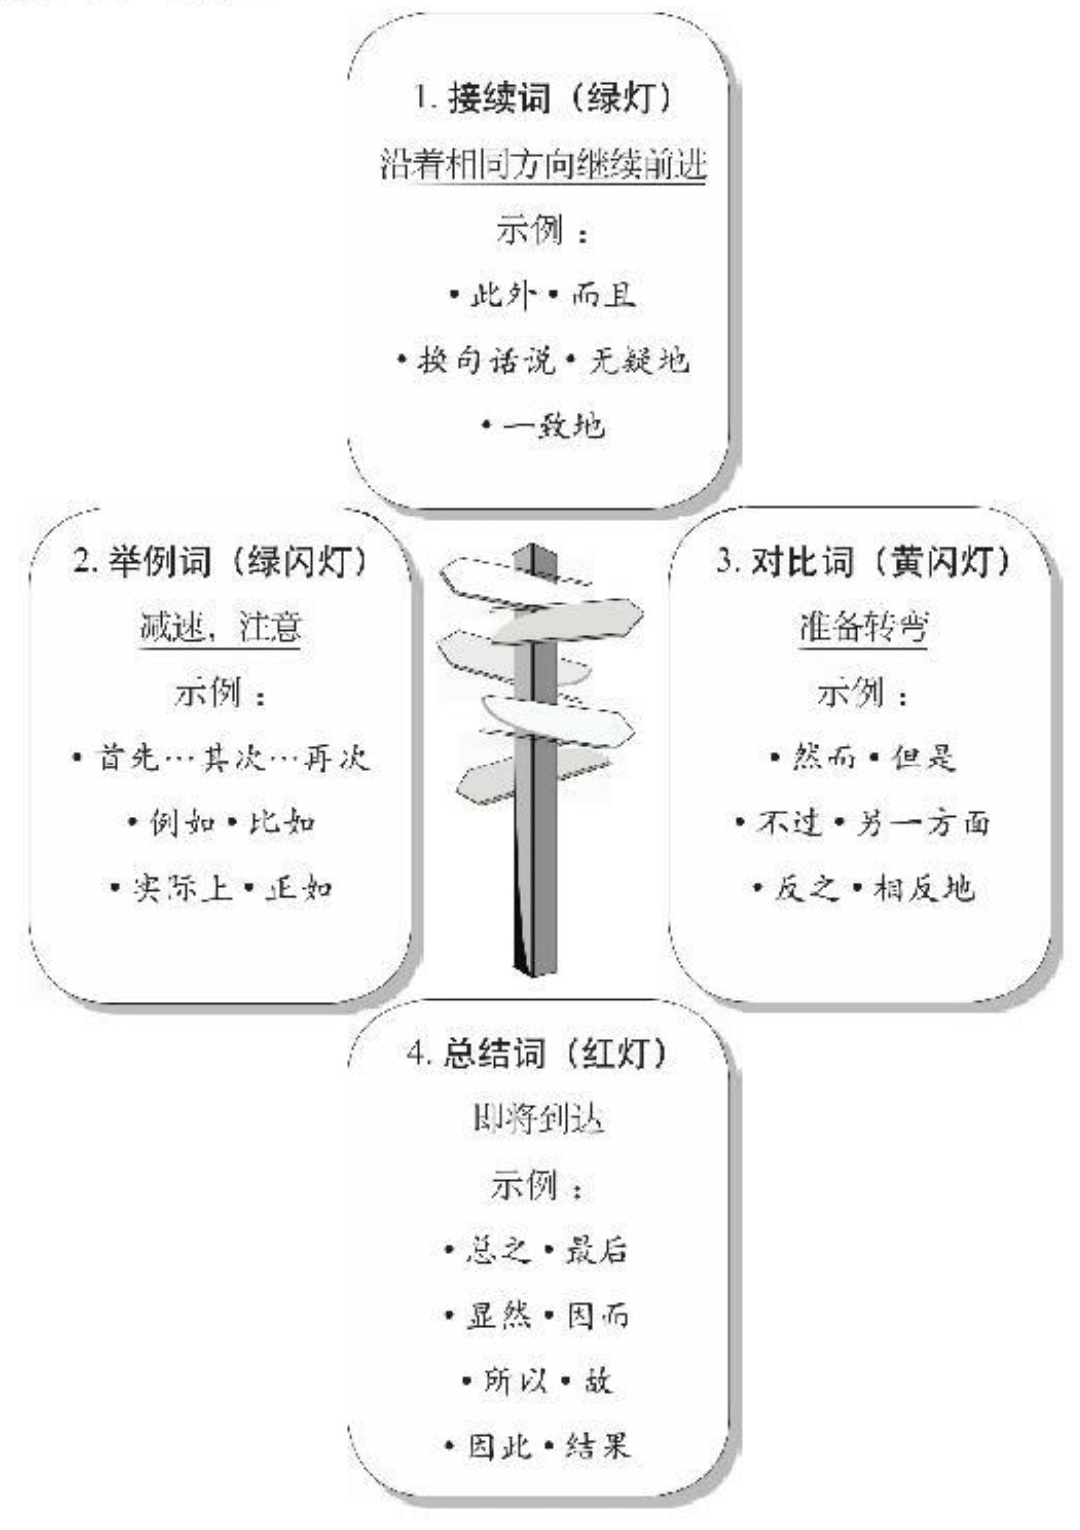 1. 接续词（绿灯）
沿着相同方向继续前进
示例：
•此外•而且
•换句话说•无疑地
•一致地
2. 举例词（绿闪灯）
减速，注意
示例：
•首先…其次…再次
•例如•比如
•实际上•正如
3. 对比词（黄闪灯）
准备转弯
示例：
•然而•但是
•不过•另一方面
•反之•相反地
4. 总结词（红灯）
即将到达
示例：
•总之•最后
•显然•因而
•所以•故
•因此•结果